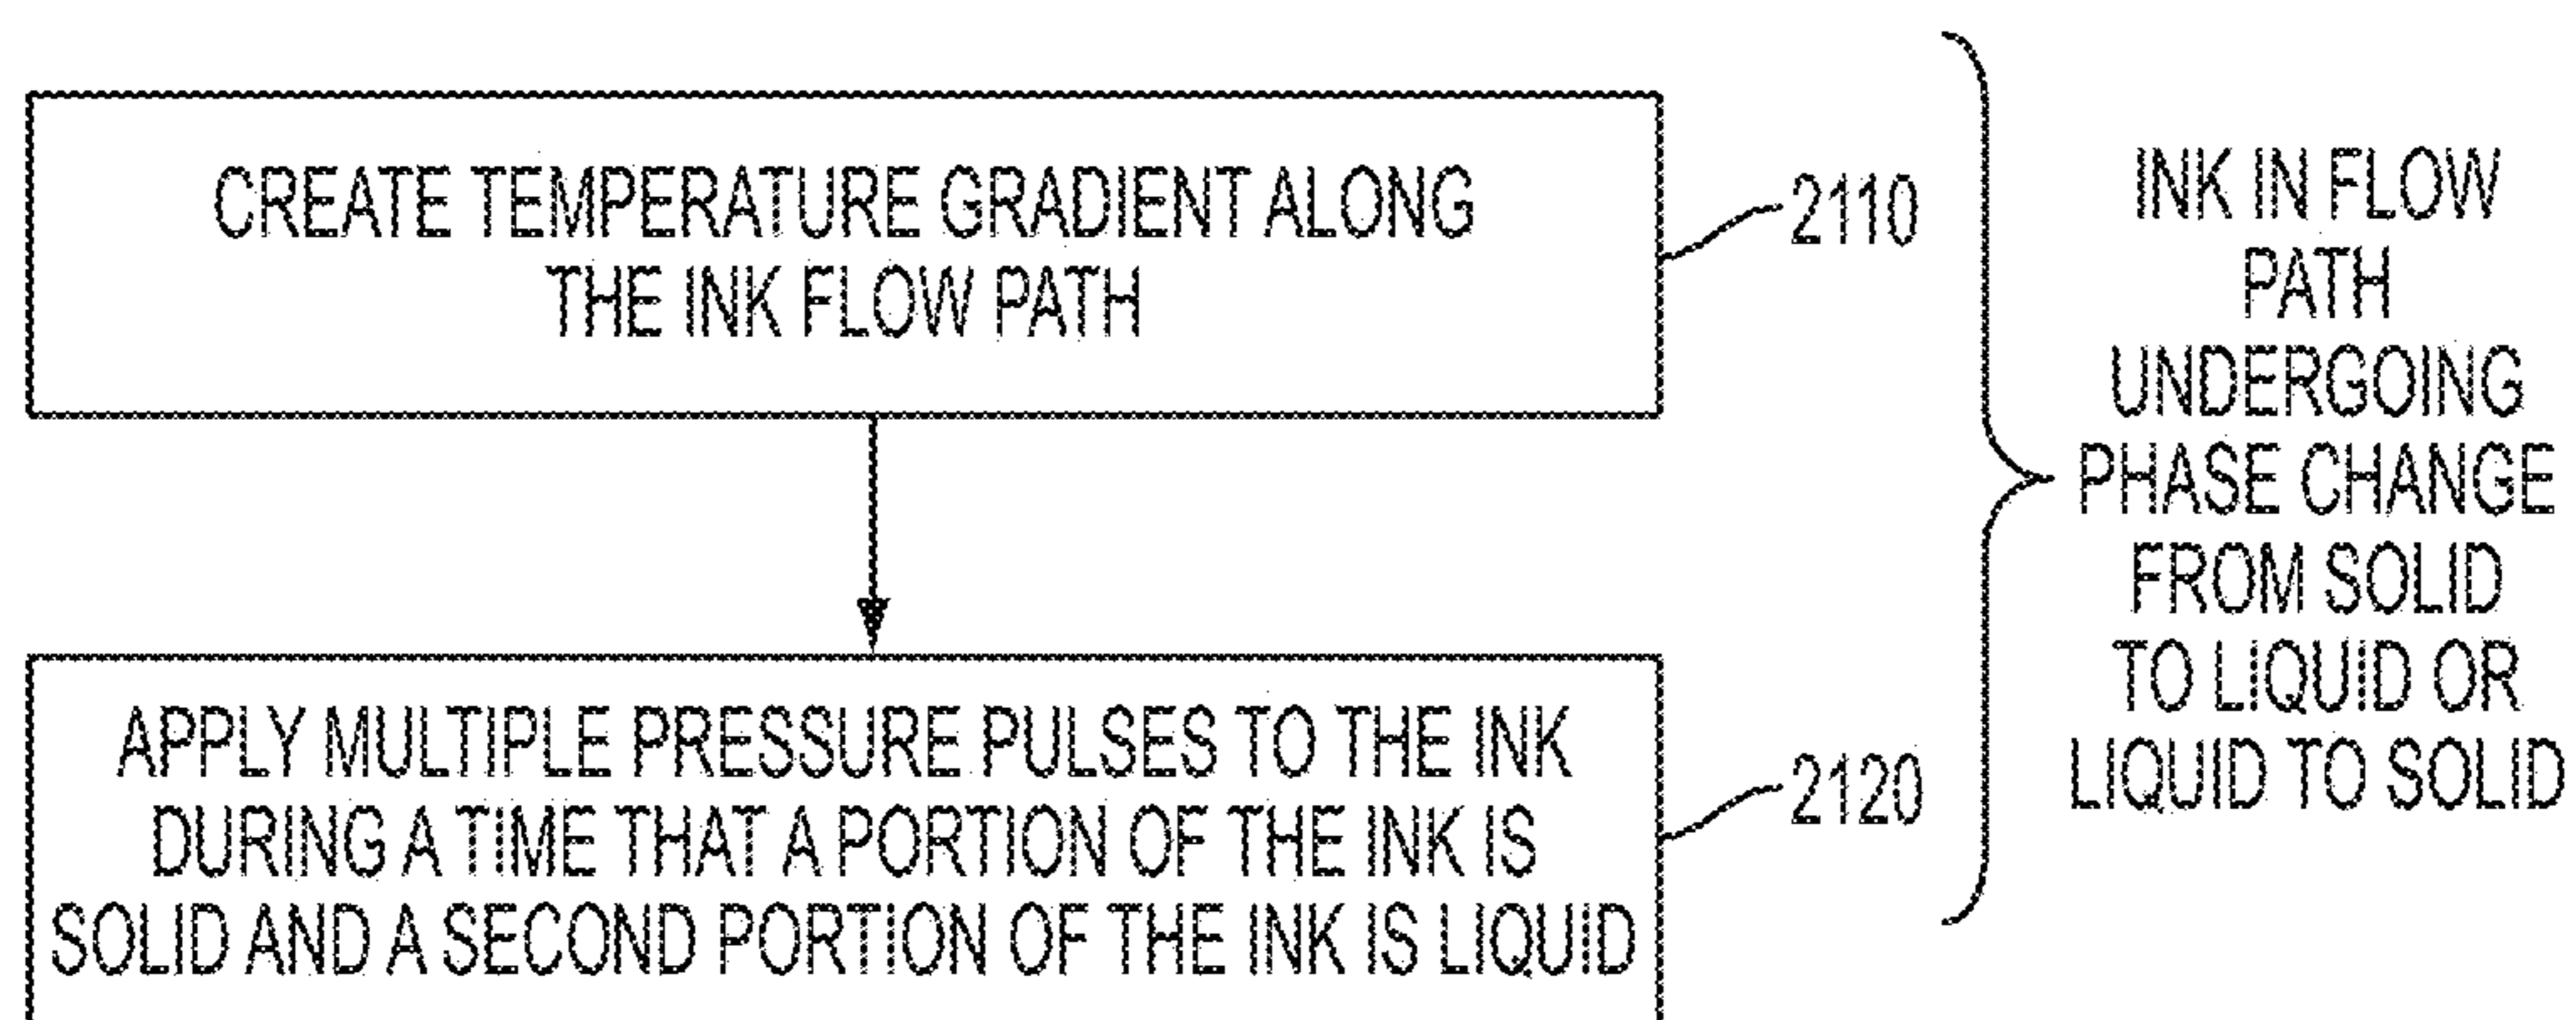 CREATE TEMPERATURE GRADIENT ALONG
THE INK FLOW PATH
2110
APPLY MULTIPLE PRESSURE PULSES TO THE INK
DURING A TIME THAT A PORTION OF THE INK IS
SOLID AND A SECOND PORTION OF THE INK IS LIQUID
2120
INK IN FLOW
PATH
UNDERGOING
PHASE CHANGE
FROM SOLID
TO LIQUID OR
LIQUID TO SOLID